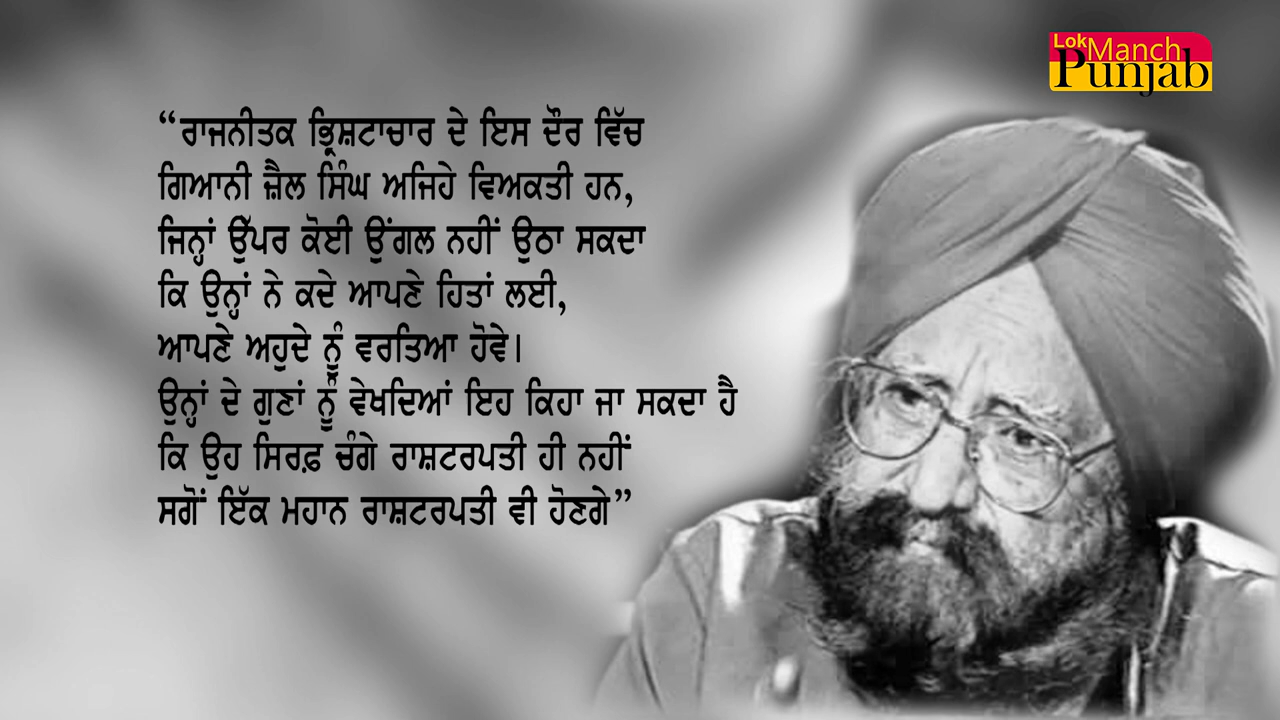 Lok Manch
Punjab
“ਰਾਜਨੀਤਕ ਭ੍ਰਿਸ਼ਟਾਚਾਰ ਦੇ ਇਸ ਦੌਰ ਵਿੱਚ
ਗਿਆਨੀ ਜ਼ੈਲ ਸਿੰਘ ਅਜਿਹੇ ਵਿਅਕਤੀ ਹਨ,
ਜਿਨ੍ਹਾਂ ਉੱਪਰ ਕੋਈ ਉਂਗਲ ਨਹੀਂ ਉਠਾ ਸਕਦਾ
ਕਿ ਉਨ੍ਹਾਂ ਨੇ ਕਦੇ ਆਪਣੇ ਹਿਤਾਂ ਲਈ,
ਆਪਣੇ ਅਹੁਦੇ ਨੂੰ ਵਰਤਿਆ ਹੋਵੇ।
ਉਨ੍ਹਾਂ ਦੇ ਗੁਣਾਂ ਨੂੰ ਵੇਖਦਿਆਂ ਇਹ ਕਿਹਾ ਜਾ ਸਕਦਾ ਹੈ
ਕਿ ਉਹ ਸਿਰਫ਼ ਚੰਗੇ ਰਾਸ਼ਟਰਪਤੀ ਹੀ ਨਹੀਂ
ਸਗੋਂ ਇੱਕ ਮਹਾਨ ਰਾਸ਼ਟਰਪਤੀ ਵੀ ਹੋਣਗੇ”